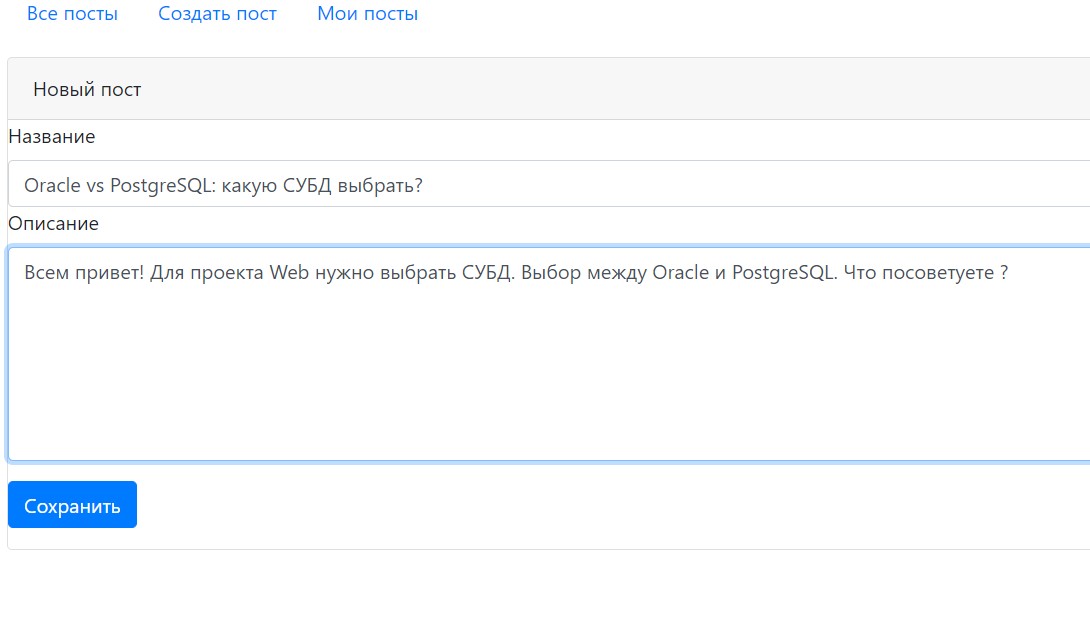 Все посты Создать пост Мои посты
Новый пост
Название
Oracle vs PostgreSQL: какую СУБД выбрать?
Описание
Всем привет! Для проекта Web нужно выбрать СУБД. Выбор между Oracle и PostgreSQL. Что посоветуете ?
Сохранить